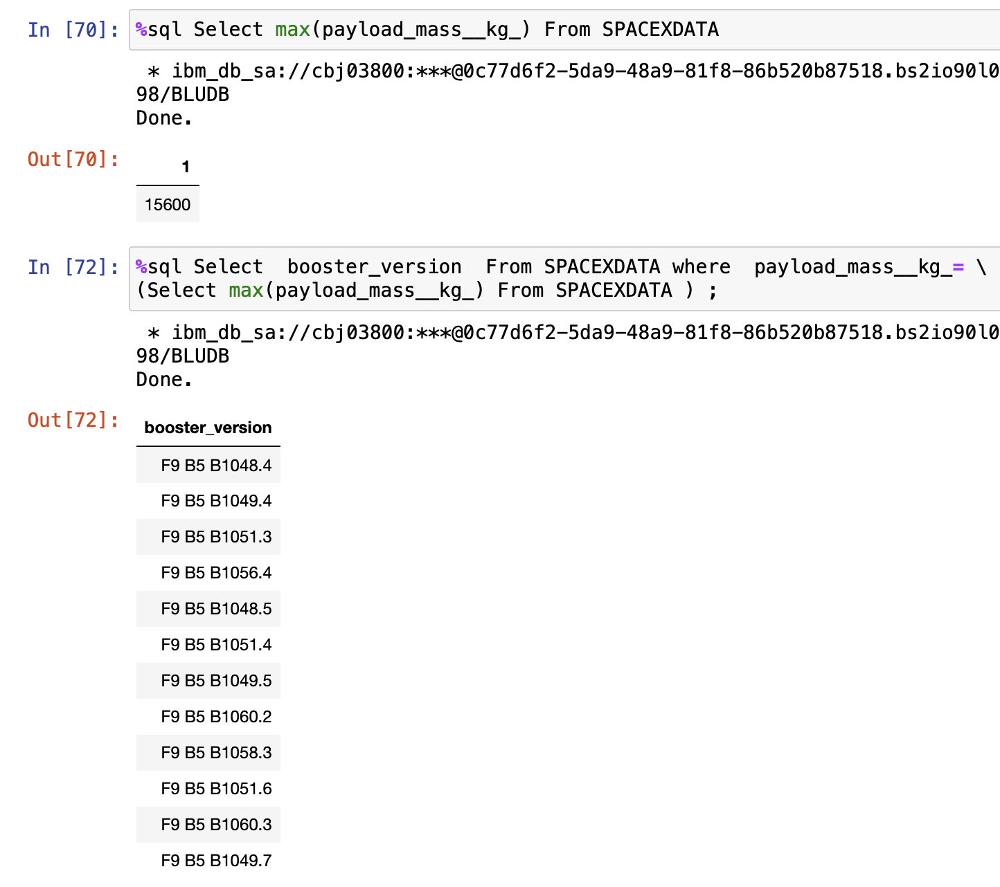 In [70]: %sql Select max(payload_mass__kg_) From SPACEXDATA
* ibm_db_sa://cbj03800:***@0c77d6f2-5da9-48a9-81f8-86b520b87518.bs2io90l0
98/BLUDB
Done.
Out[70]:
1
15600
In [72]: %sql Select  booster_version  From SPACEXDATA where  payload_mass__kg_= \
(Select max(payload_mass__kg_) From SPACEXDATA ) ;
* ibm_db_sa://cbj03800:***@0c77d6f2-5da9-48a9-81f8-86b520b87518.bs2io90l0
98/BLUDB
Done.
Out[72]:
booster_version
F9 B5 B1048.4
F9 B5 B1049.4
F9 B5 B1051.3
F9 B5 B1056.4
F9 B5 B1048.5
F9 B5 B1051.4
F9 B5 B1049.5
F9 B5 B1060.2
F9 B5 B1058.3
F9 B5 B1051.6
F9 B5 B1060.3
F9 B5 B1049.7